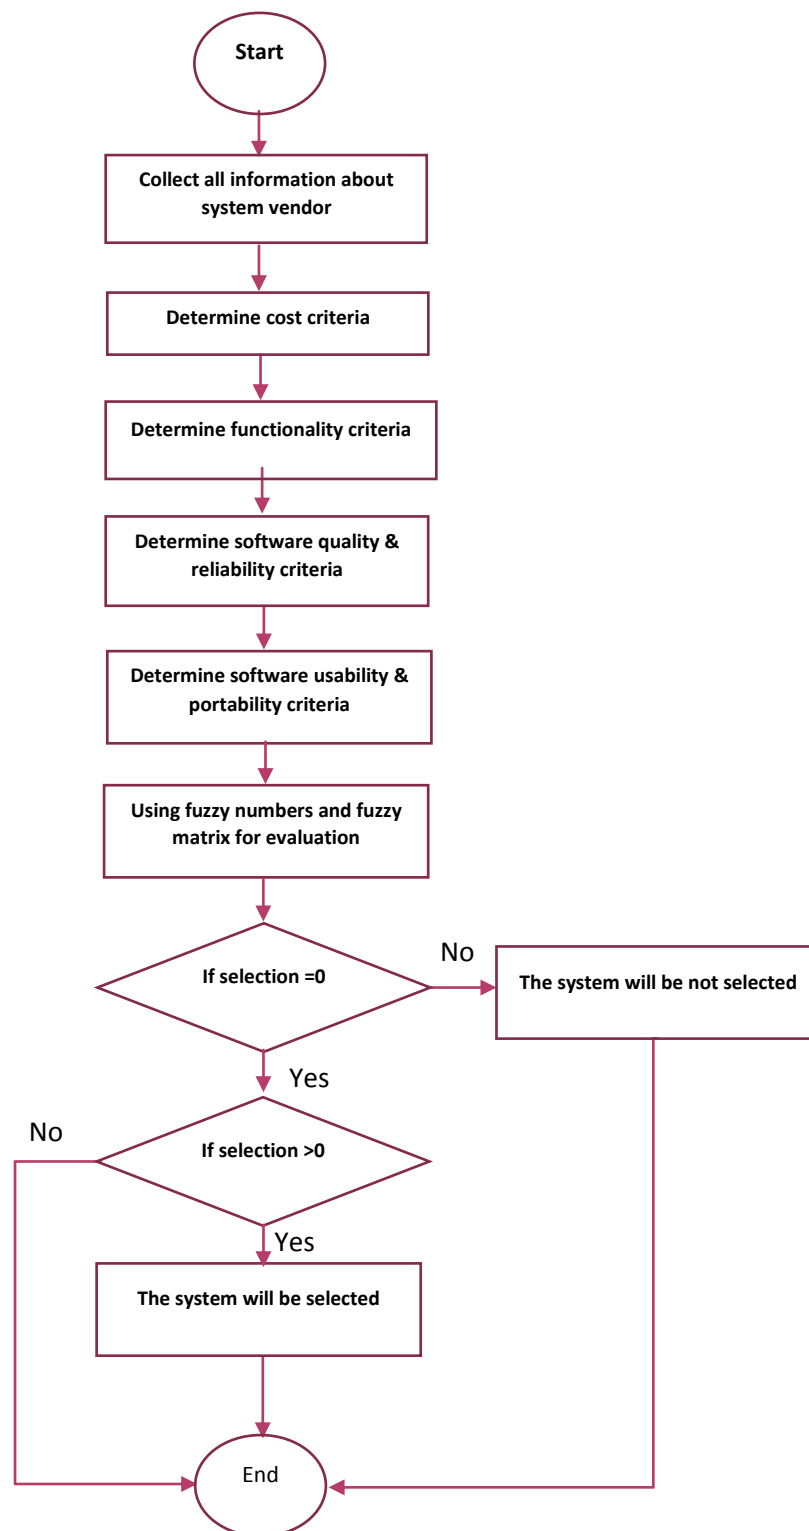 Start
Collect all information about
system vendor
Determine cost criteria
Determine functionality criteria
Determine software quality &
reliability criteria
Determine software usability &
portability criteria
Using fuzzy numbers and fuzzy
matrix for evaluation
If selection =0
No
The system will be not selected
Yes
No
If selection >0
Yes
The system will be selected
End